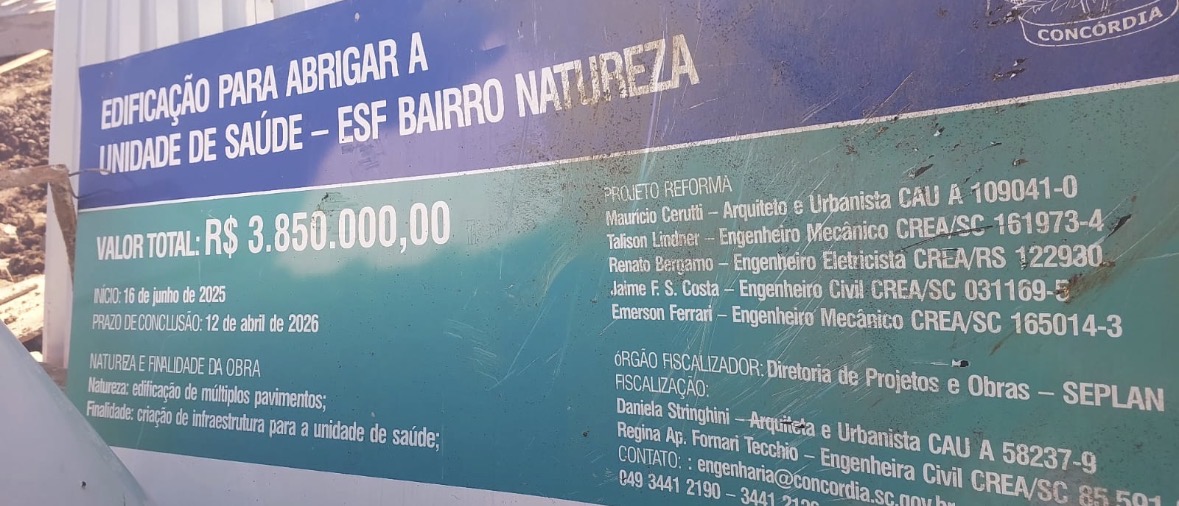 CONCÓRDIA
EDIFICAÇÃO PARA ABRIGAR A
UNIDADE DE SAÚDE – ESF BAIRRO NATUREZA
VALOR TOTAL: R$ 3.850.000,00
INÍCIO: 16 de junho de 2025
PRAZO DE CONCLUSÃO: 12 de abril de 2026
NATUREZA E FINALIDADE DA OBRA
Natureza: edificação de múltiplos pavimentos;
Finalidade: criação de infraestrutura para a unidade de saúde;
PROJETO REFORMA
Maurício Cerutti – Arquiteto e Urbanista CAU A 109041-0
Talison Lindner – Engenheiro Mecânico CREA/SC 161973-4
Renato Bergamo – Engenheiro Eletricista CREA/RS 122930
Jaime F. S. Costa – Engenheiro Civil CREA/SC 031169-5
Emerson Ferrari – Engenheiro Mecânico CREA/SC 165014-3
ÓRGÃO FISCALIZADOR: Diretoria de Projetos e Obras – SEPLAN
FISCALIZAÇÃO:
Daniela Stringhini – Arquiteta e Urbanista CAU A 58237-9
Regina Ap. Fornari Tecchio – Engenheira Civil CREA/SC 85.591
CONTATO: : engenharia@concordia.sc.gov.br
049 3441 2190 – 3441